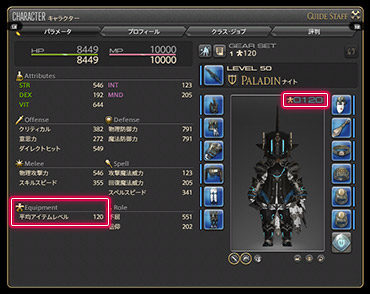 CHARACTER キャラクター
GUIDE STAFF
パラメータ プロフィール クラス・ジョブ 評判
HP 8449 MP 10000
8449 10000
GEAR SET
1 120
LEVEL 50
PALADIN ナイト
0120
Attributes
STR 546 INT 123
DEX 192 MND 205
VIT 644
Offense Defense
クリティカル 382 物理防御力 791
意思力 272 魔法防御力 791
ダイレクトヒット 549
Melee Spell
物理攻撃力 546 攻撃魔法威力 123
スキルスピード 355 回復魔法威力 205
スペルスピード 341
Equipment Role
平均アイテムレベル 120 不屈 551
信仰 202